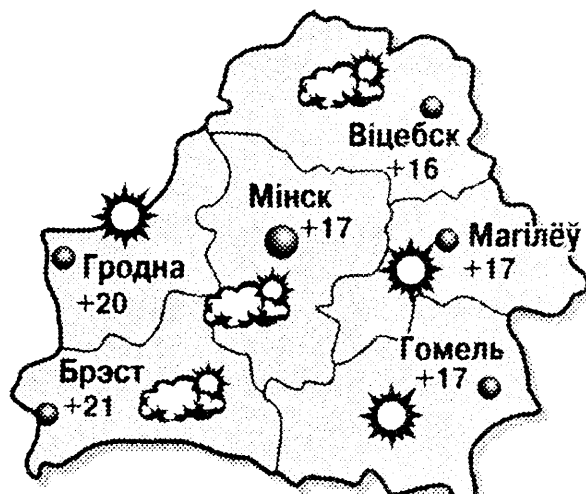 Віцебск
+16
Мінск
+17
Магілёў
+17
Гродна
+20
Гомель
+17
Брэст
+21